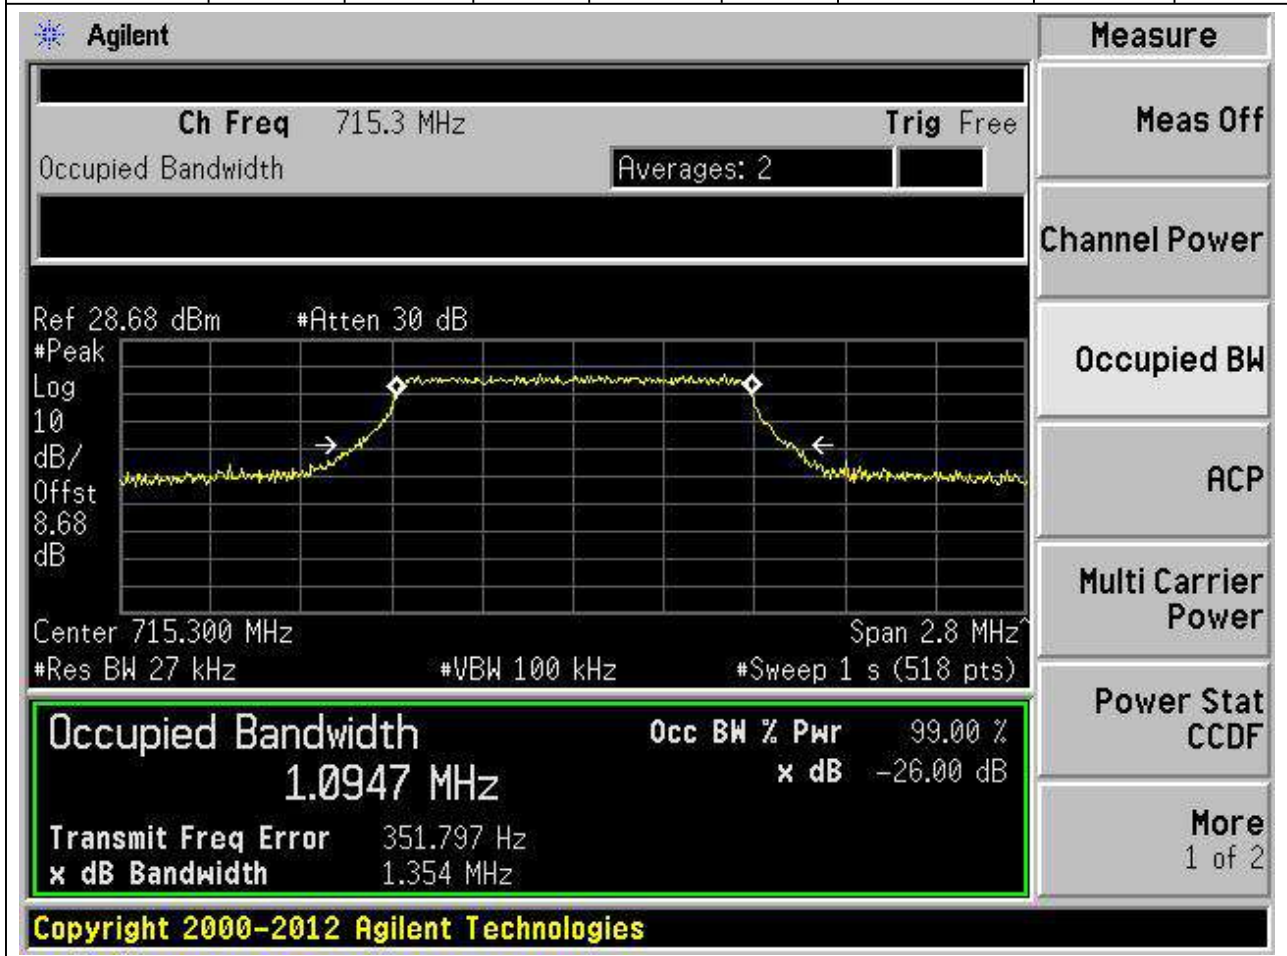 Agilent
Measure
Ch Freq 715.3 MHz Trig Free
Occupied Bandwidth Averages: 2
Meas Off
Channel Power
Occupied BW
ACP
Multi Carrier
Power
Power Stat
CCDF
More
1 of 2
Ref 28.68 dBm #Atten 30 dB
#Peak
Log
10
dB/
Offst
8.68
dB
Center 715.300 MHz Span 2.8 MHz^
#Res BW 27 kHz #VBW 100 kHz #Sweep 1 s (518 pts)
Occupied Bandwidth Occ BW % Pwr 99.00 %
1.0947 MHz x dB -26.00 dB
Transmit Freq Error 351.797 Hz
x dB Bandwidth 1.354 MHz
Copyright 2000-2012 Agilent Technologies